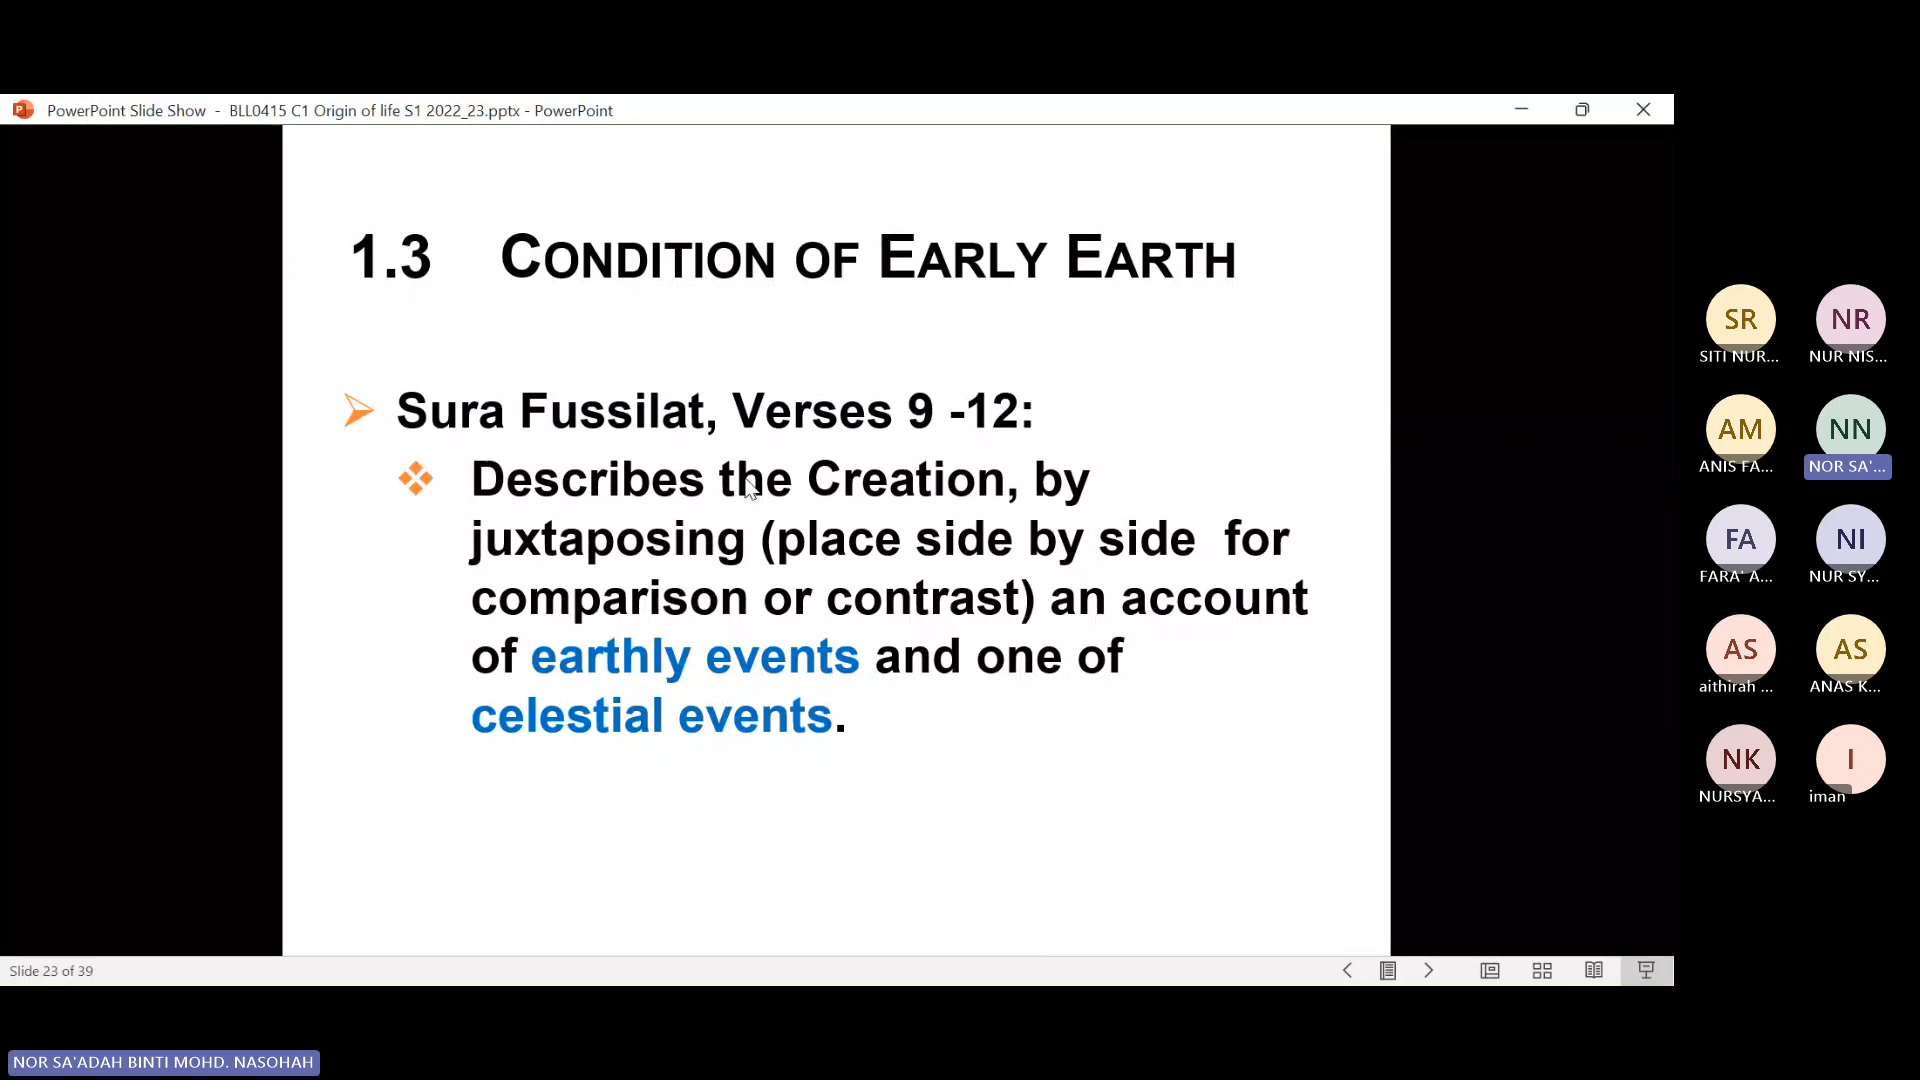 PowerPoint Slide Show - BLL0415 C1 Origin of life S1 2022_23.pptx - PowerPoint
1.3 CONDITION OF EARLY EARTH
Sura Fussilat, Verses 9 -12:
Describes the Creation, by
juxtaposing (place side by side for
comparison or contrast) an account
of earthly events and one of
celestial events.
SR
SITI NUR...
NR
NUR NIS...
AM
ANIS FA...
NN
NOR SA'...
FA
FARA' A...
NI
NUR SY...
AS
aithirah ...
AS
ANAS K...
NK
NURSYA...
I
iman
Slide 23 of 39
NOR SA'ADAH BINTI MOHD. NASOHAH